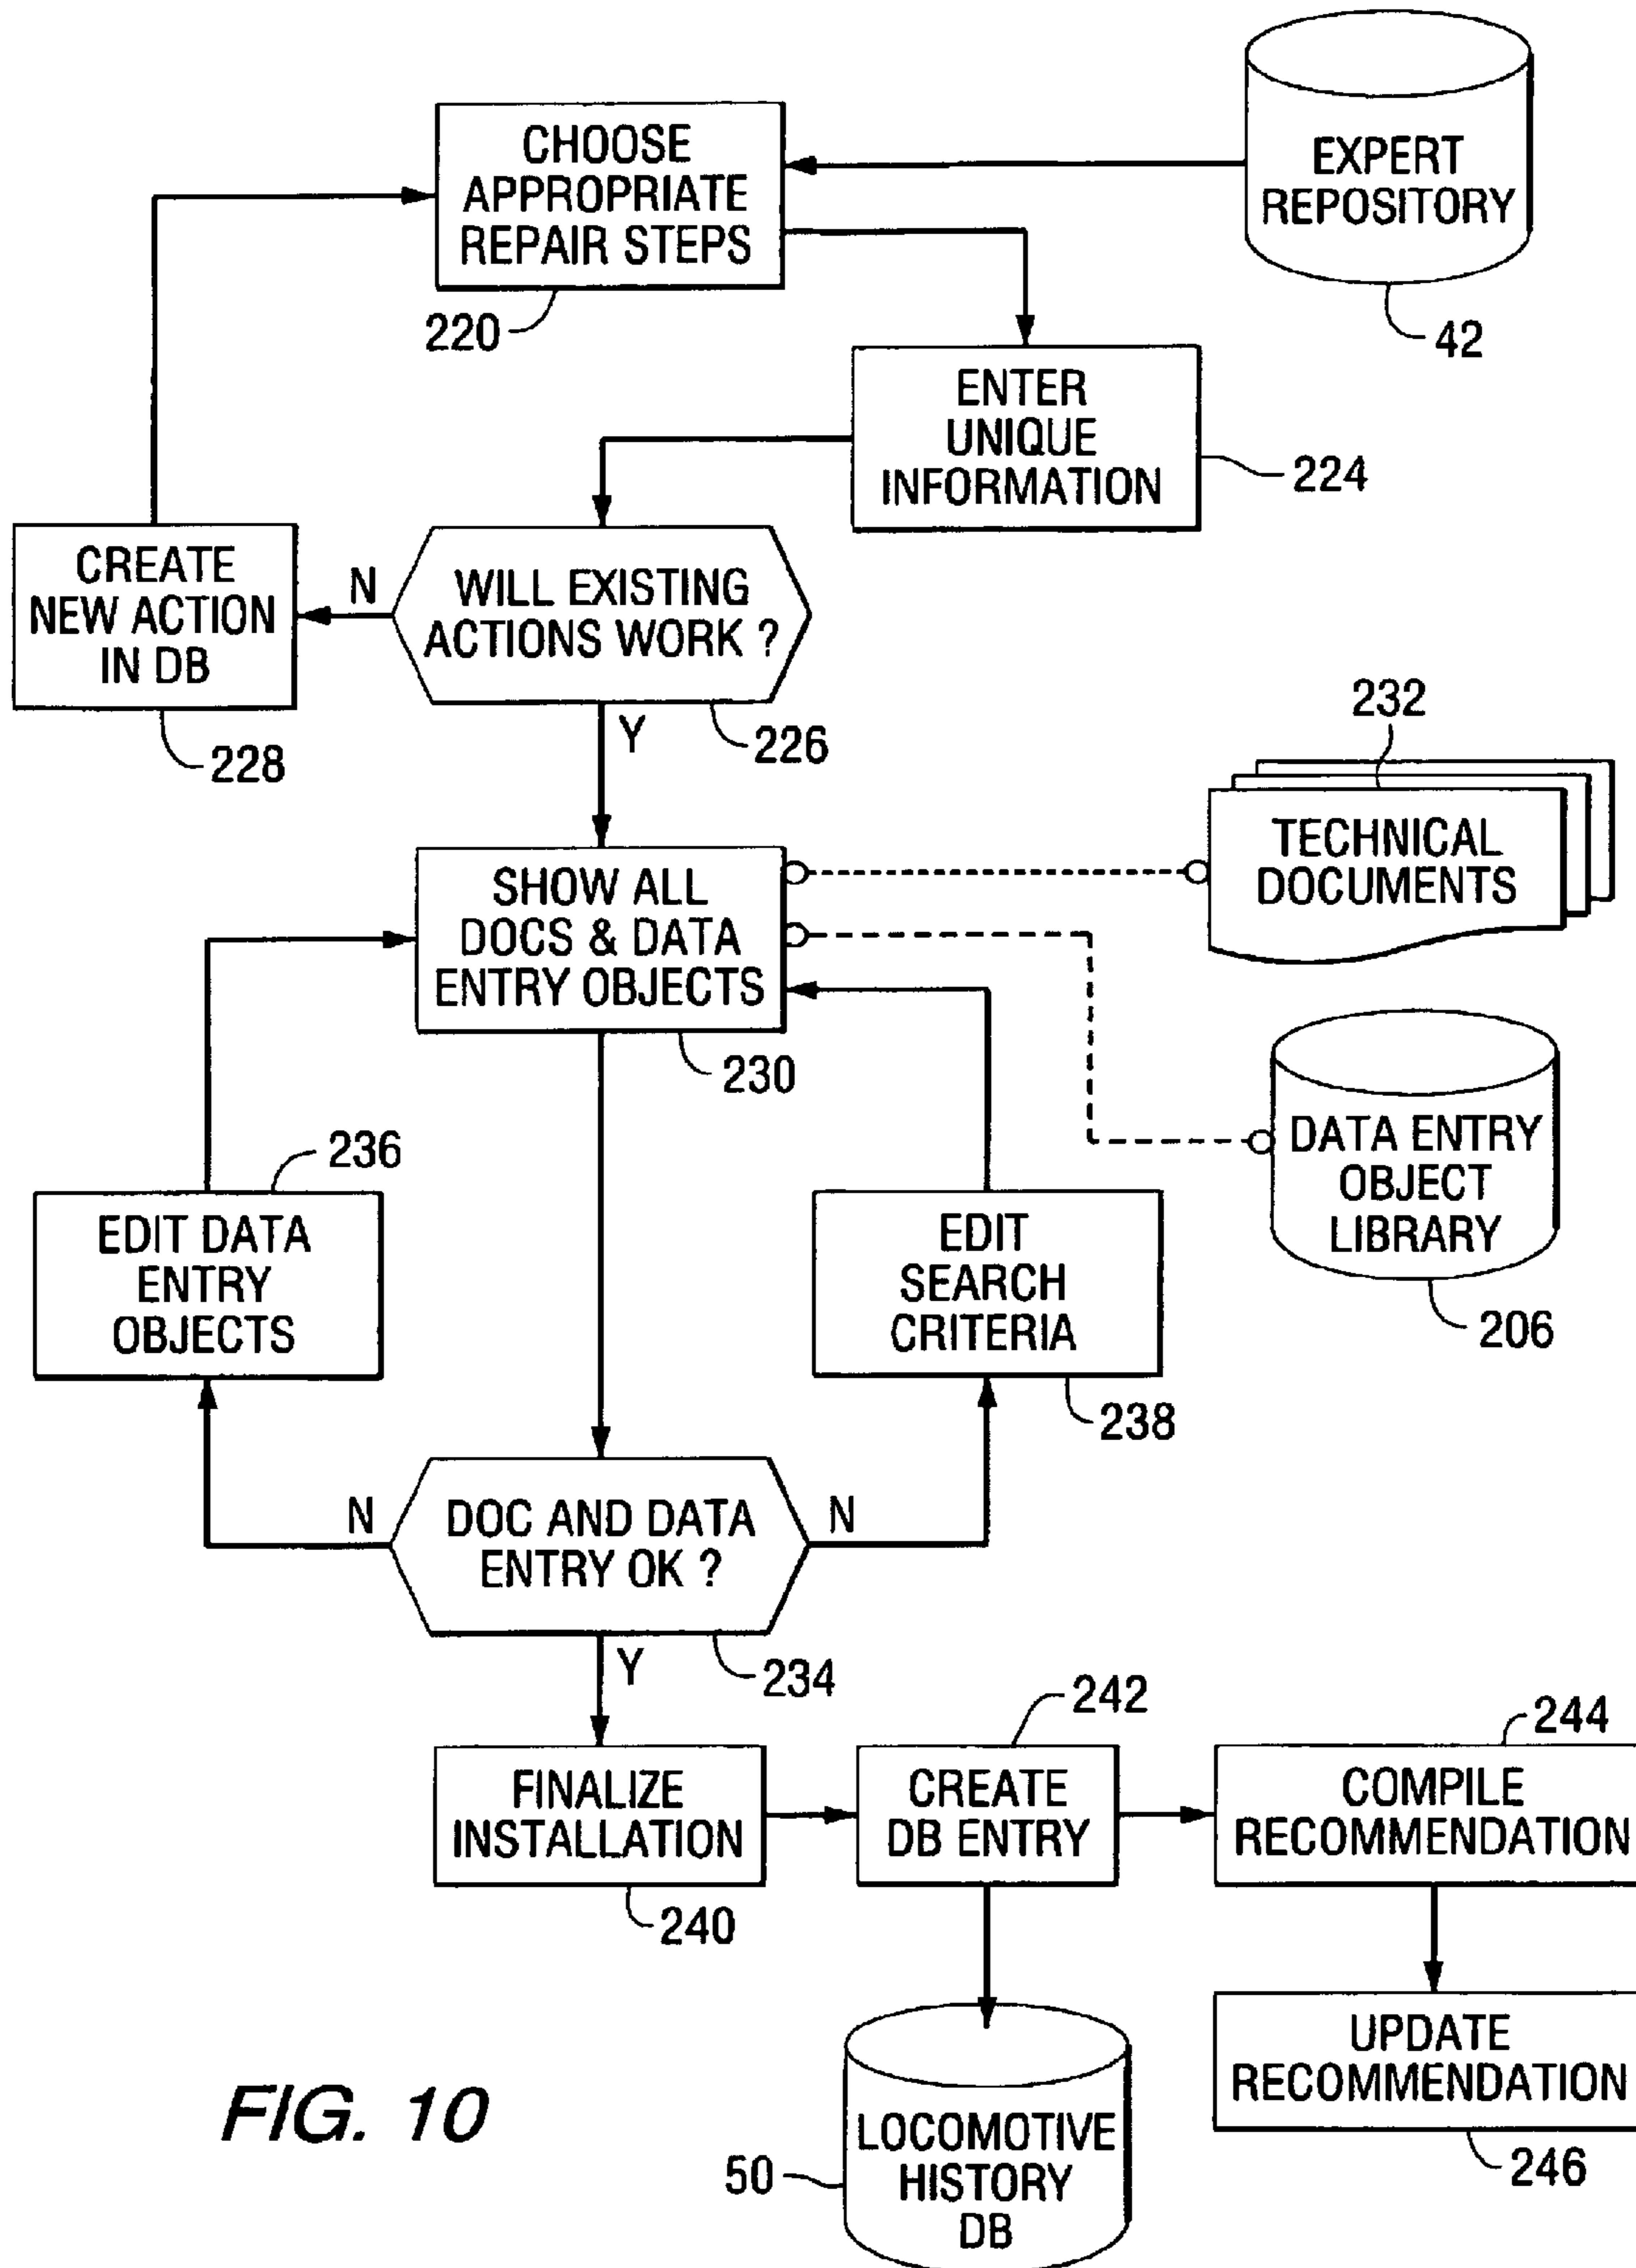 CHOOSE
APPROPRIATE
REPAIR STEPS
220
EXPERT
REPOSITORY
42
ENTER
UNIQUE
INFORMATION
224
CREATE
NEW ACTION
IN DB
228
N
WILL EXISTING
ACTIONS WORK ?
226
Y
232
TECHNICAL
DOCUMENTS
SHOW ALL
DOCS & DATA
ENTRY OBJECTS
230
DATA ENTRY
OBJECT
LIBRARY
206
236
EDIT DATA
ENTRY
OBJECTS
EDIT
SEARCH
CRITERIA
238
N
DOC AND DATA
ENTRY OK ?
N
234
Y
FINALIZE
INSTALLATION
240
242
CREATE
DB ENTRY
244
COMPILE
RECOMMENDATION
UPDATE
RECOMMENDATION
246
LOCOMOTIVE
HISTORY
DB
50
FIG. 10